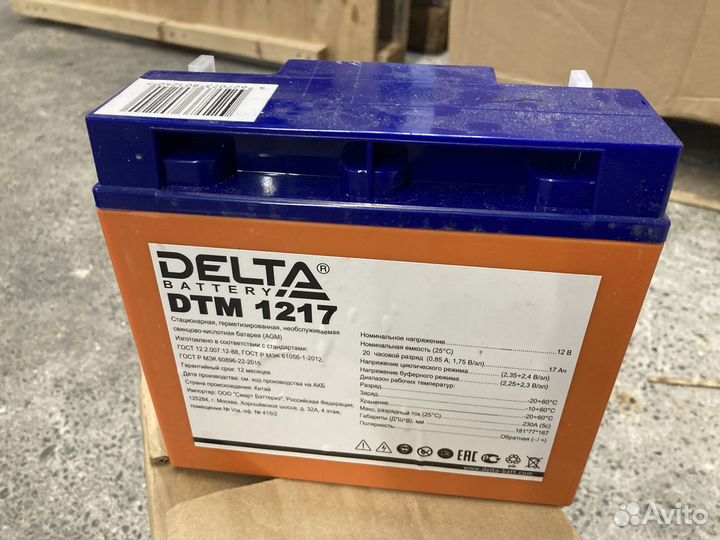 DELTA®
BATTERY
DTM 1217
Стационарная, герметизированная, необслуживаемая
свинцово-кислотная батарея (AGM)
Изготовлено в соответствии с стандартами:
ГОСТ 12.2.007.12-88, ГОСТ Р МЭК 61056-1-2012,
ГОСТ Р МЭК 60896-22-2015
Гарантийный срок: 12 месяцев
Дата производства: см. код производства на АКБ
Страна происхождения: Китай
Импортер: ООО "Смарт Бэттериз", Российская Федерация,
125284, г. Москва, Хорошёвское шоссе, д. 32А, 4 этаж,
помещение № VIа, оф. № 415/2
Номинальное напряжение 12 В
Номинальная емкость (25°С)
20 часовой разряд (0,85 А; 1,75 В/эл) 17 Ач
Напряжение циклического режима (2,35÷2,4 В/эл)
Напряжение буферного режима (2,25÷2,3 В/эл)
Диапазон рабочих температур:
Разряд -20÷60°С
Заряд -10÷60°С
Хранение -20÷60°С
Макс. разрядный ток (25°С) 230А (5с)
Габариты (Д*Ш*В), мм 181*77*167
Полярность Обратная (- / +)
EAC
Pb
www.delta-batt.com
Avito